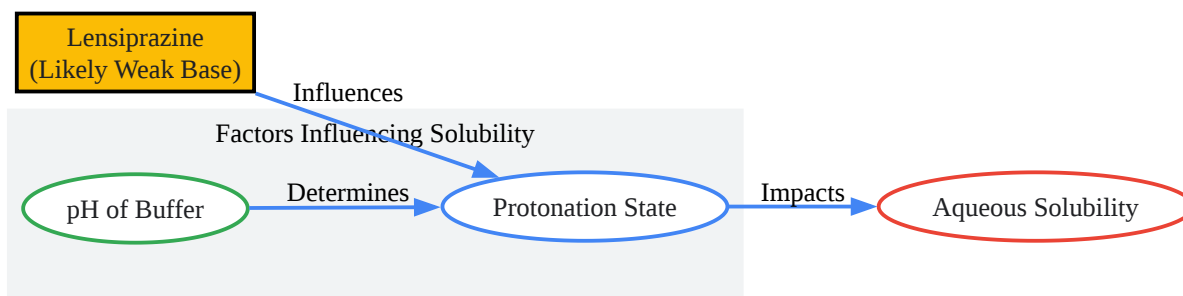 Lensiprazine
(Likely Weak Base)
Influences
Factors Influencing Solubility
pH of Buffer
Determines
Protonation State
Impacts
Aqueous Solubility